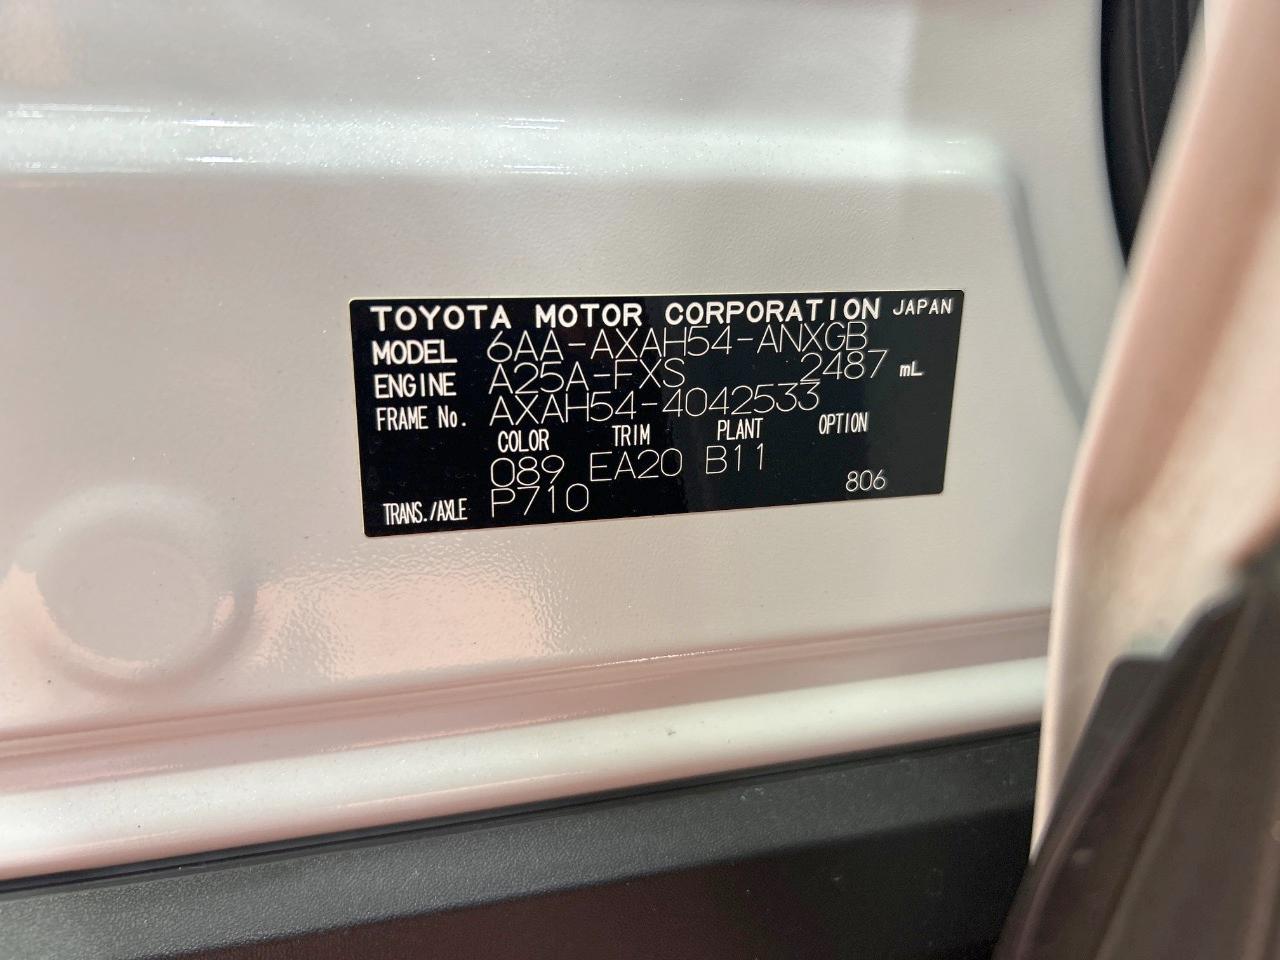 TOYOTA MOTOR CORPORATION JAPAN
MODEL 6AA-AXAH54-ANXGB
ENGINE A25A-FXS 2487 mL
FRAME No. AXAH54-4042533
COLOR TRIM PLANT OPTION
089 EA20 B11
TRANS./AXLE P710 806